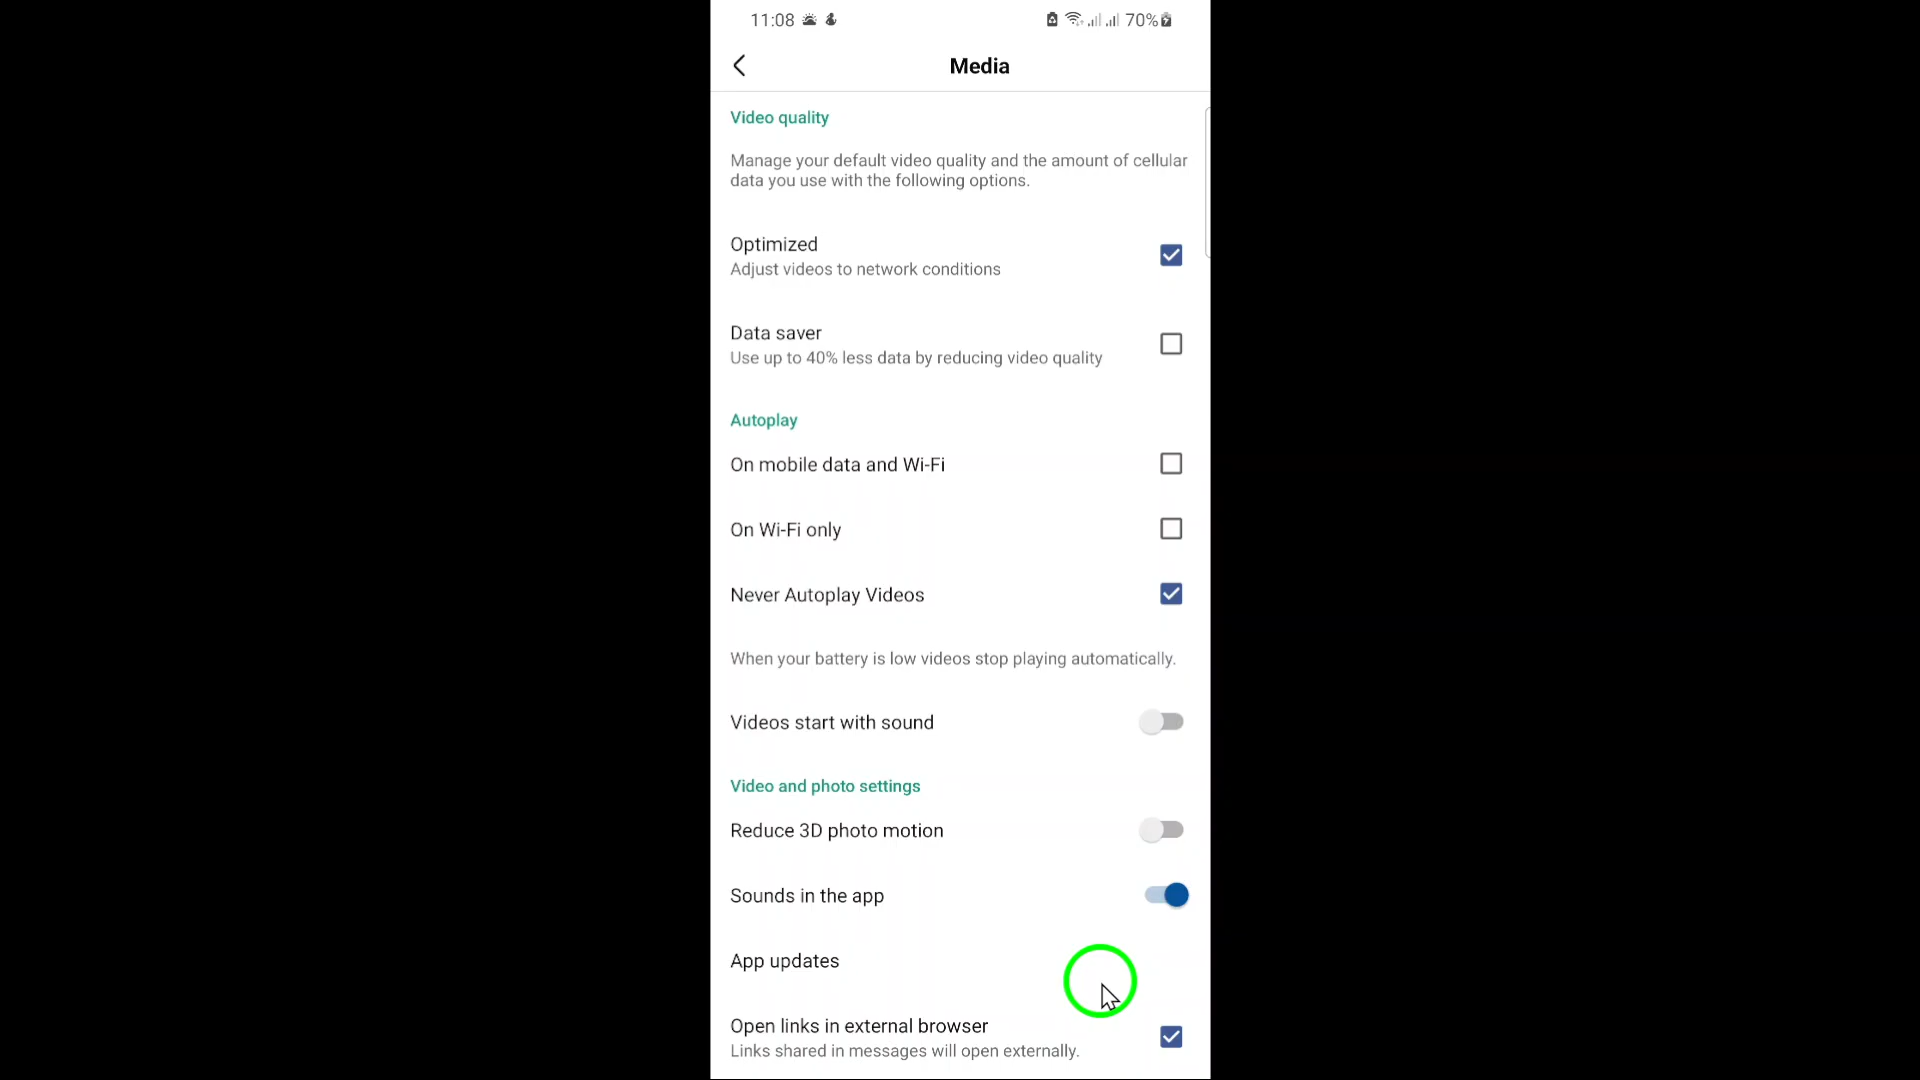 11:08 70%
Media
Video quality
Manage your default video quality and the amount of cellular
data you use with the following options.
Optimized
Adjust videos to network conditions
Data saver
Use up to 40% less data by reducing video quality
Autoplay
On mobile data and Wi-Fi
On Wi-Fi only
Never Autoplay Videos
When your battery is low videos stop playing automatically.
Videos start with sound
Video and photo settings
Reduce 3D photo motion
Sounds in the app
App updates
Open links in external browser
Links shared in messages will open externally.